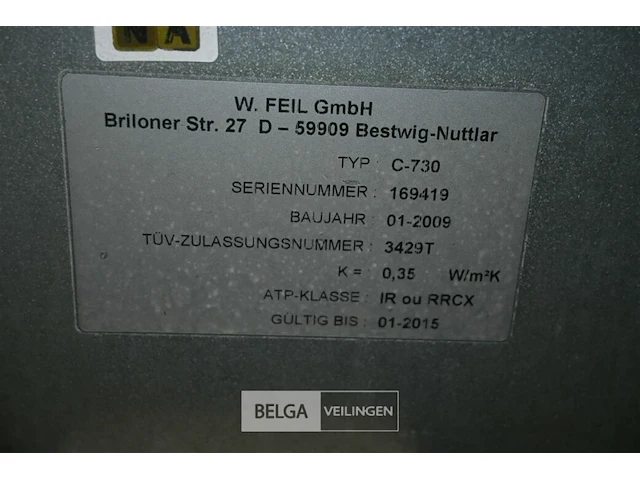 NA
W. FEIL GmbH
Briloner Str. 27 D – 59909 Bestwig-Nuttlar
TYP : C-730
SERIENNUMMER : 169419
BAUJAHR : 01-2009
TÜV-ZULASSUNGSNUMMER : 3429T
K = : 0,35 W/m²K
ATP-KLASSE : IR ou RRCX
GÜLTIG BIS : 01-2015
BELGA VEILINGEN